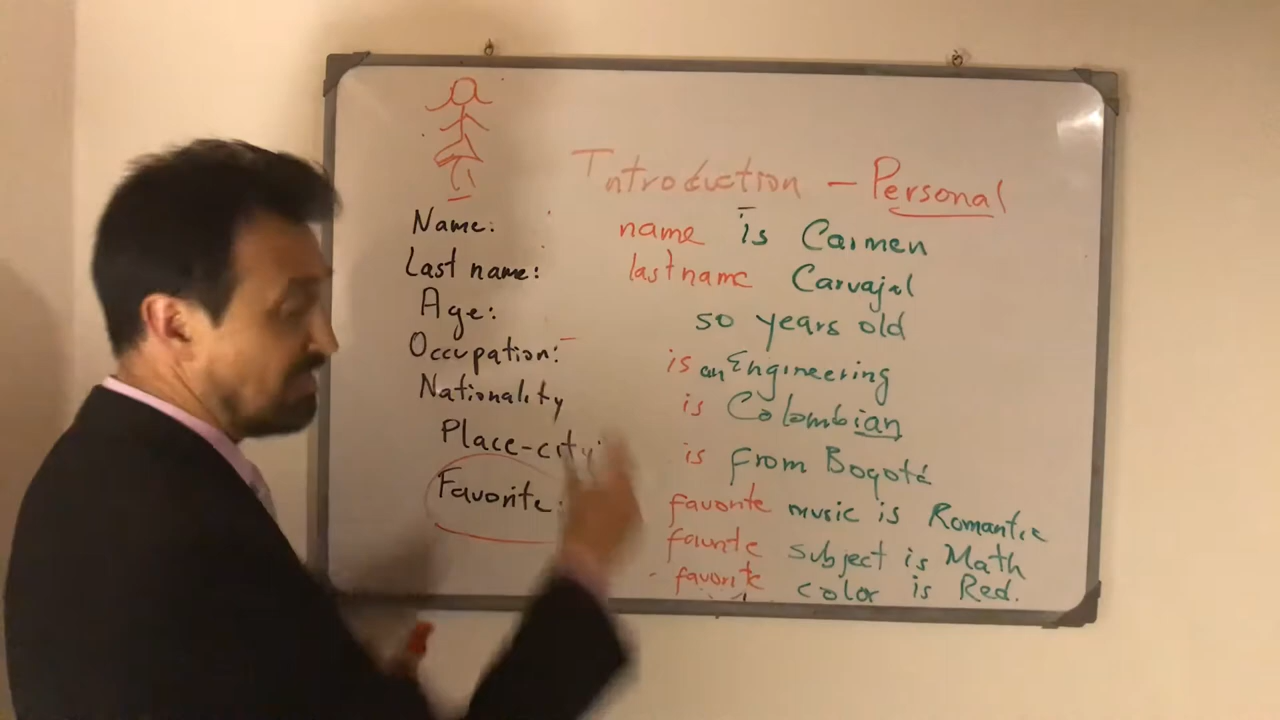 Introduction - Personal
Name: name is Carmen
Last name: lastname Carvajal
Age: 50 years old
Occupation: is an Engineering
Nationality is Colombian
Place-city: is from Bogotá
Favorite: favorite music is Romantic
favorite subject is Math
favorite color is Red.